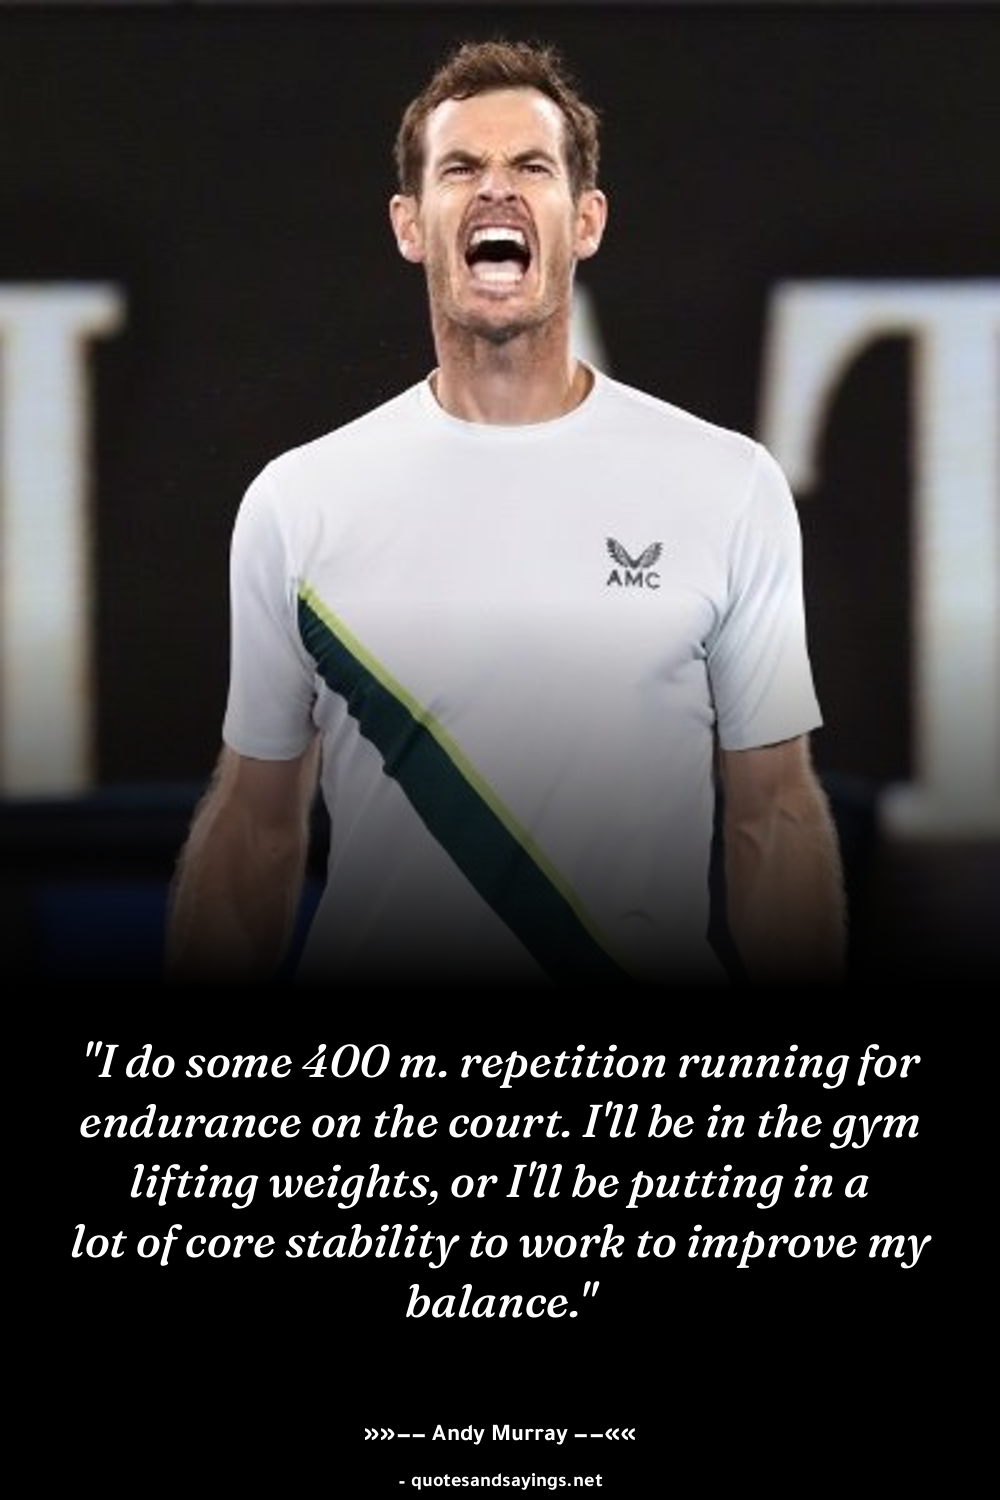 AMC
"I do some 400 m. repetition running for
endurance on the court. I'll be in the gym
lifting weights, or I'll be putting in a
lot of core stability to work to improve my
balance."
»»–– Andy Murray ––««
- quotesandsayings.net